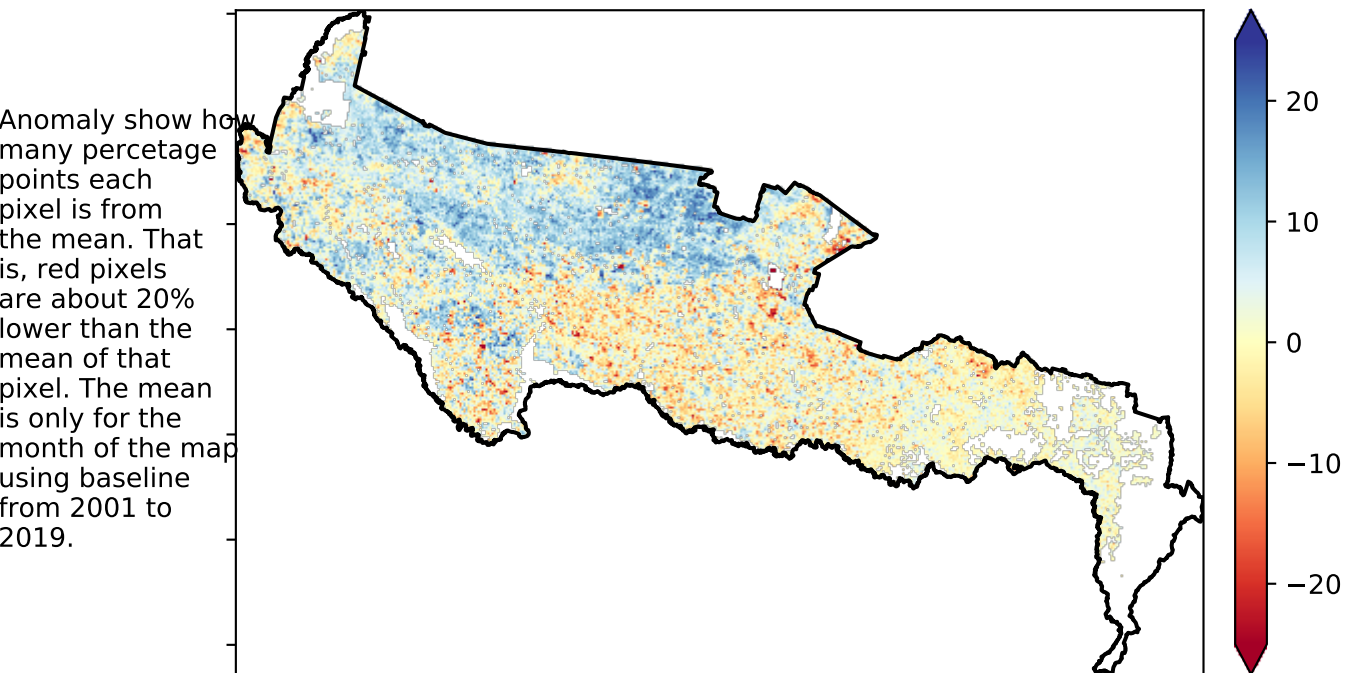 Anomaly show how
many percetage
points each
pixel is from
the mean. That
is, red pixels
are about 20%
lower than the
mean of that
pixel. The mean
is only for the
month of the map
using baseline
from 2001 to
2019.
20
10
0
−10
−20